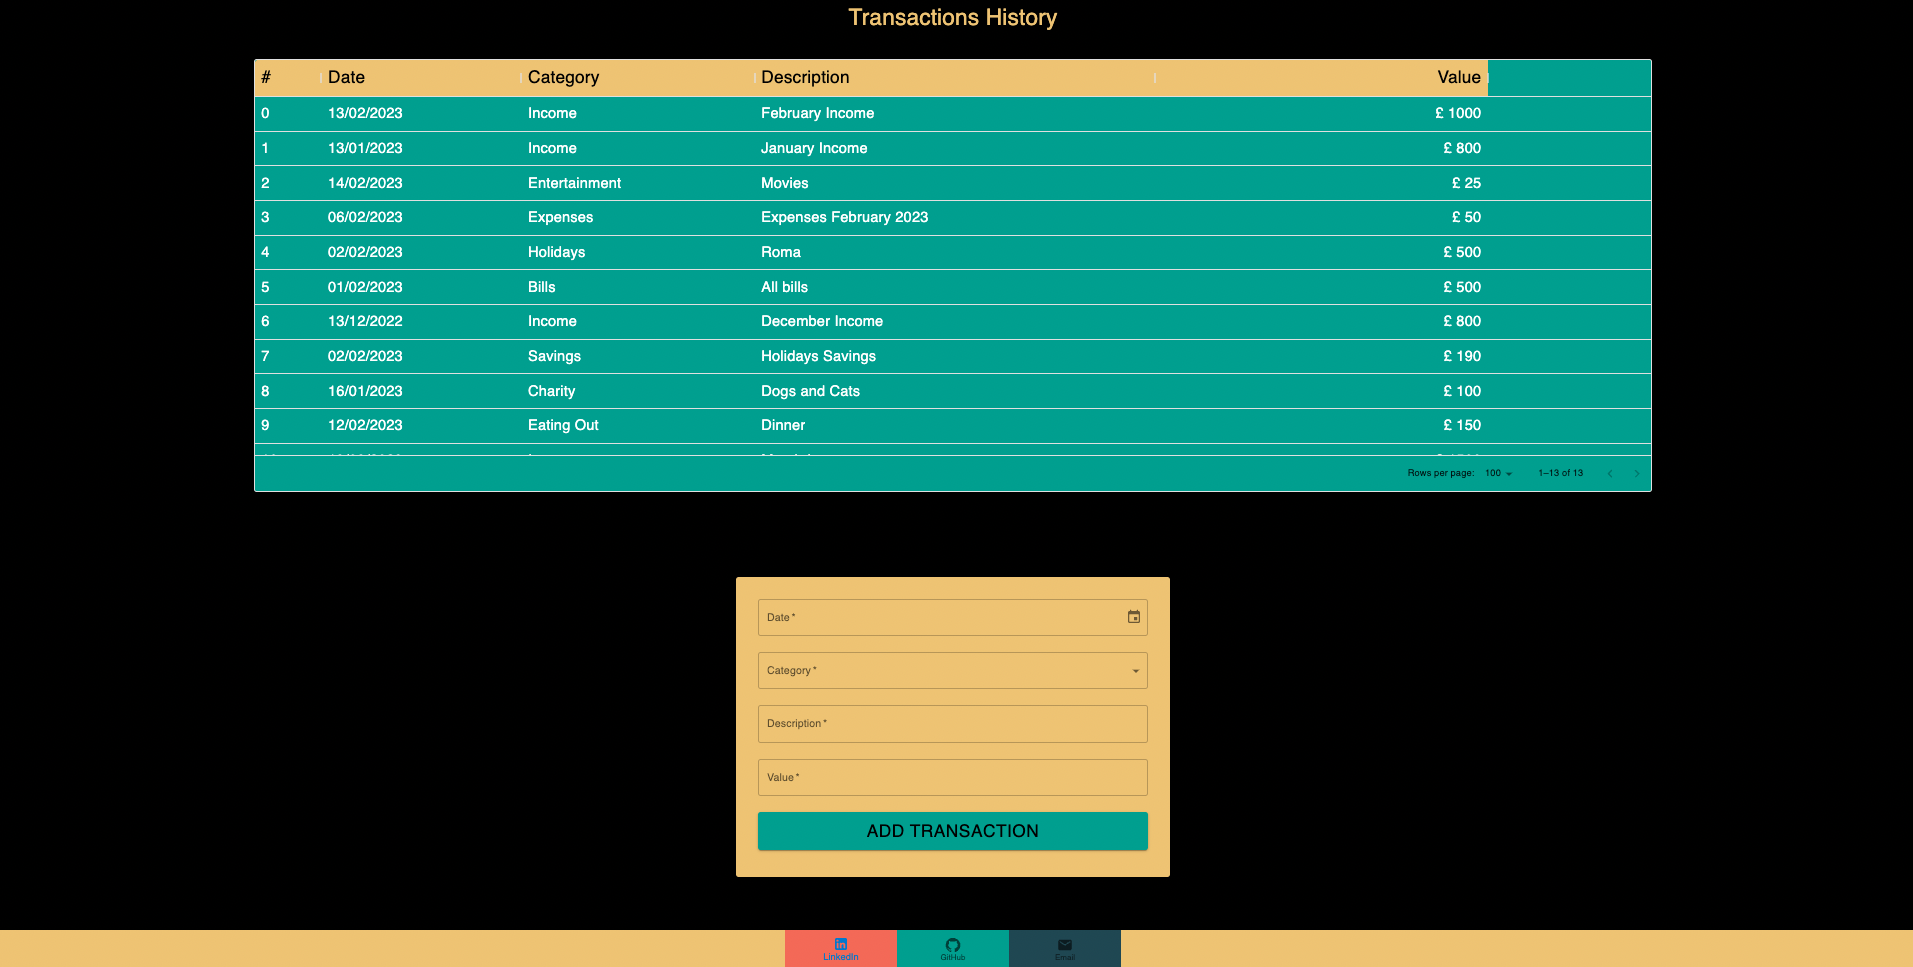 Transactions History
# Date Category Description Value
0 13/02/2023 Income February Income £ 1000
1 13/01/2023 Income January Income £ 800
2 14/02/2023 Entertainment Movies £ 25
3 06/02/2023 Expenses Expenses February 2023 £ 50
4 02/02/2023 Holidays Roma £ 500
5 01/02/2023 Bills All bills £ 500
6 13/12/2022 Income December Income £ 800
7 02/02/2023 Savings Holidays Savings £ 190
8 16/01/2023 Charity Dogs and Cats £ 100
9 12/02/2023 Eating Out Dinner £ 150
Rows per page: 100 1–13 of 13
Date *
Category *
Description *
Value *
ADD TRANSACTION
LinkedIn GitHub Email